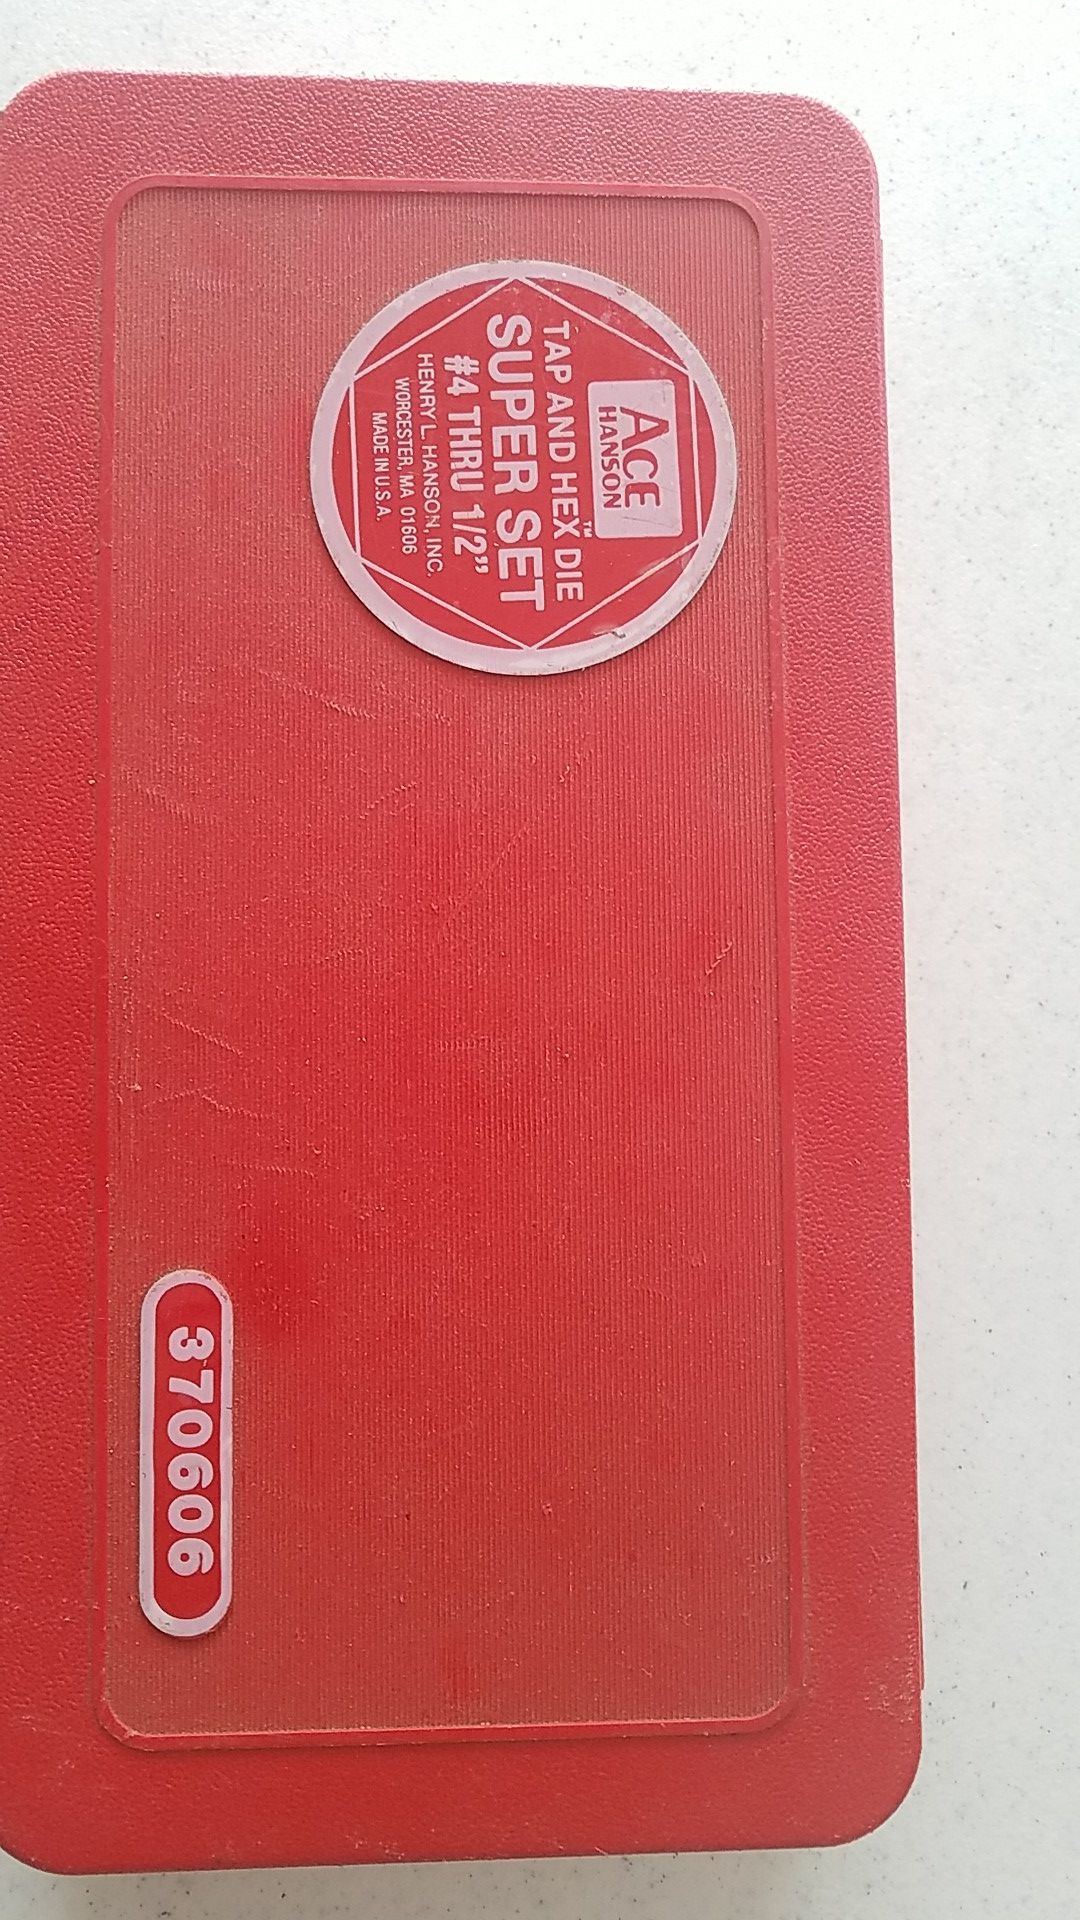 ACE
HANSON
TAP AND HEX™ DIE
SUPER SET
#4 THRU 1/2”
HENRY L. HANSON, INC.
WORCESTER, MA 01606
MADE IN U.S.A.
370606